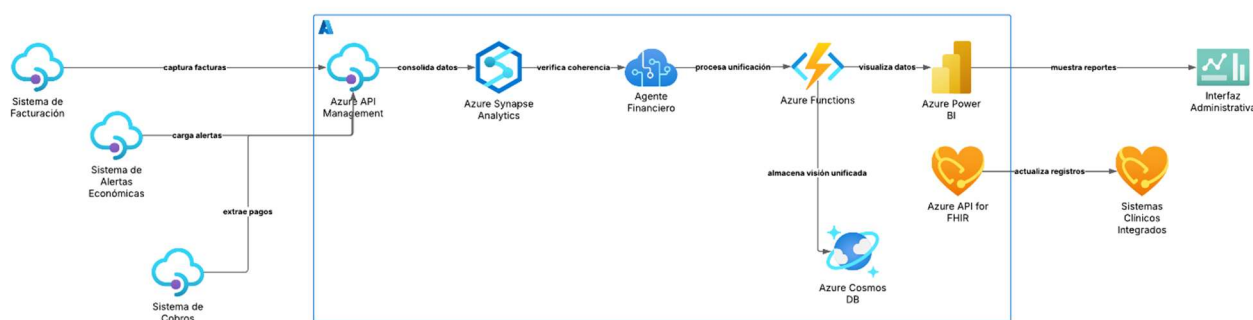 captura facturas
consolida datos
verifica coherencia
procesa unificación
visualiza datos
muestra reportes
Sistema de
Facturación
Azure API
Management
Azure Synapse
Analytics
Agente
Financiero
Azure Functions
Azure Power
BI
Interfaz
Administrativa
carga alertas
Sistema de
Alertas
Económicas
almacena visión unificada
actualiza registros
Azure API for
FHIR
Sistemas
Clínicos
Integrados
extrae pagos
Sistema de
Cobros
Azure Cosmos
DB